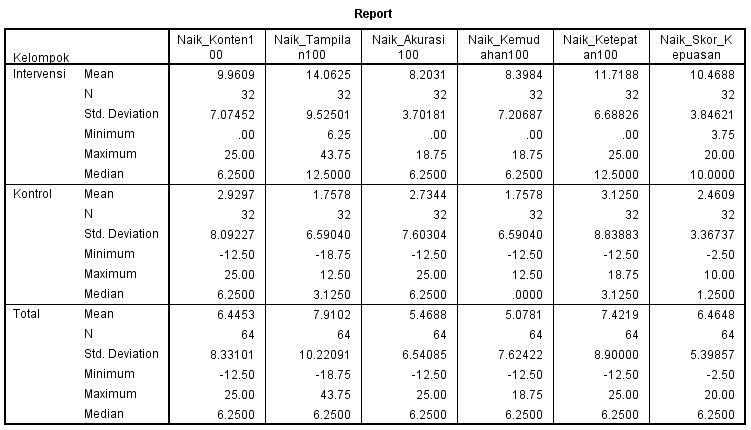 Report
Kelompok Naik_Konten100 Naik_Tampilan100 Naik_Akurasi100 Naik_Kemudahan100 Naik_Ketepatan100 Naik_Skor_Kepuasan
Intervensi Mean 9.9609 14.0625 8.2031 8.3984 11.7188 10.4688
N 32 32 32 32 32 32
Std. Deviation 7.07452 9.52501 3.70181 7.20687 6.68826 3.84621
Minimum .00 6.25 .00 .00 .00 3.75
Maximum 25.00 43.75 18.75 18.75 25.00 20.00
Median 6.2500 12.5000 6.2500 6.2500 12.5000 10.0000
Kontrol Mean 2.9297 1.7578 2.7344 1.7578 3.1250 2.4609
N 32 32 32 32 32 32
Std. Deviation 8.09227 6.59040 7.60304 6.59040 8.83883 3.36737
Minimum -12.50 -18.75 -12.50 -12.50 -12.50 -2.50
Maximum 25.00 12.50 25.00 12.50 18.75 10.00
Median 6.2500 3.1250 6.2500 .0000 3.1250 1.2500
Total Mean 6.4453 7.9102 5.4688 5.0781 7.4219 6.4648
N 64 64 64 64 64 64
Std. Deviation 8.33101 10.22091 6.54085 7.62422 8.90000 5.39857
Minimum -12.50 -18.75 -12.50 -12.50 -12.50 -2.50
Maximum 25.00 43.75 25.00 18.75 25.00 20.00
Median 6.2500 6.2500 6.2500 6.2500 6.2500 6.2500